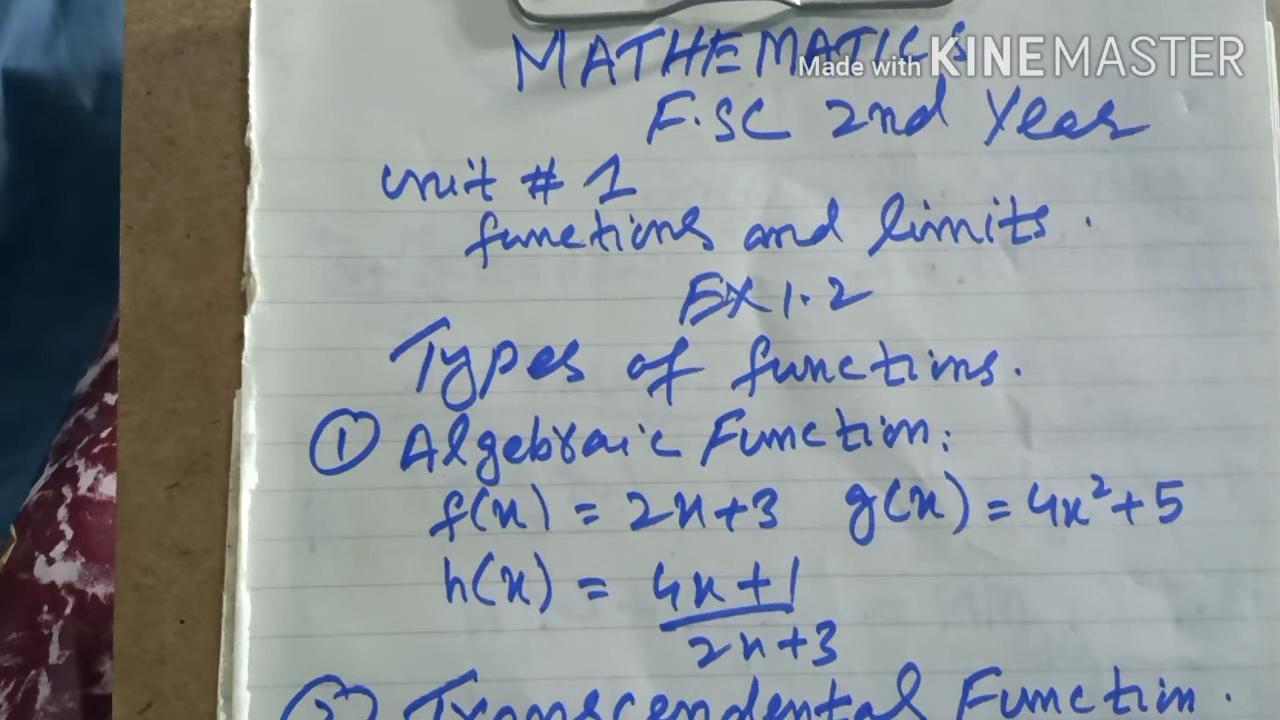 MATHEMATICS
Made with KINEMASTER
F.SC 2nd Year
unit # 1
functions and limits.
EX 1.2
Types of functions.
① Algebraic Function:
f(x) = 2x+3 g(x) = 4x²+5
h(x) = 4x+1
2x+3
② Transcendental Function.